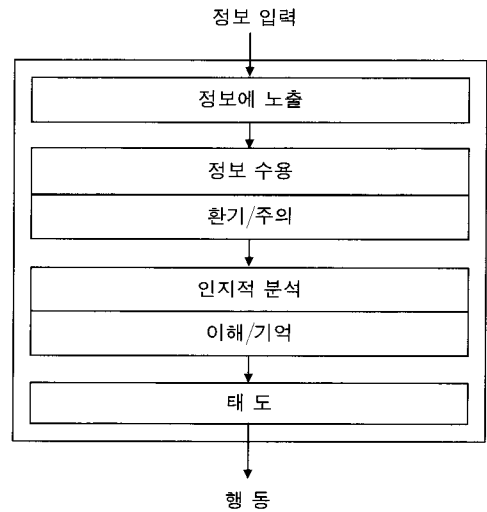 정보 입력
정보에 노출
정보 수용
환기/주의
인지적 분석
이해/기억
태 도
행 동